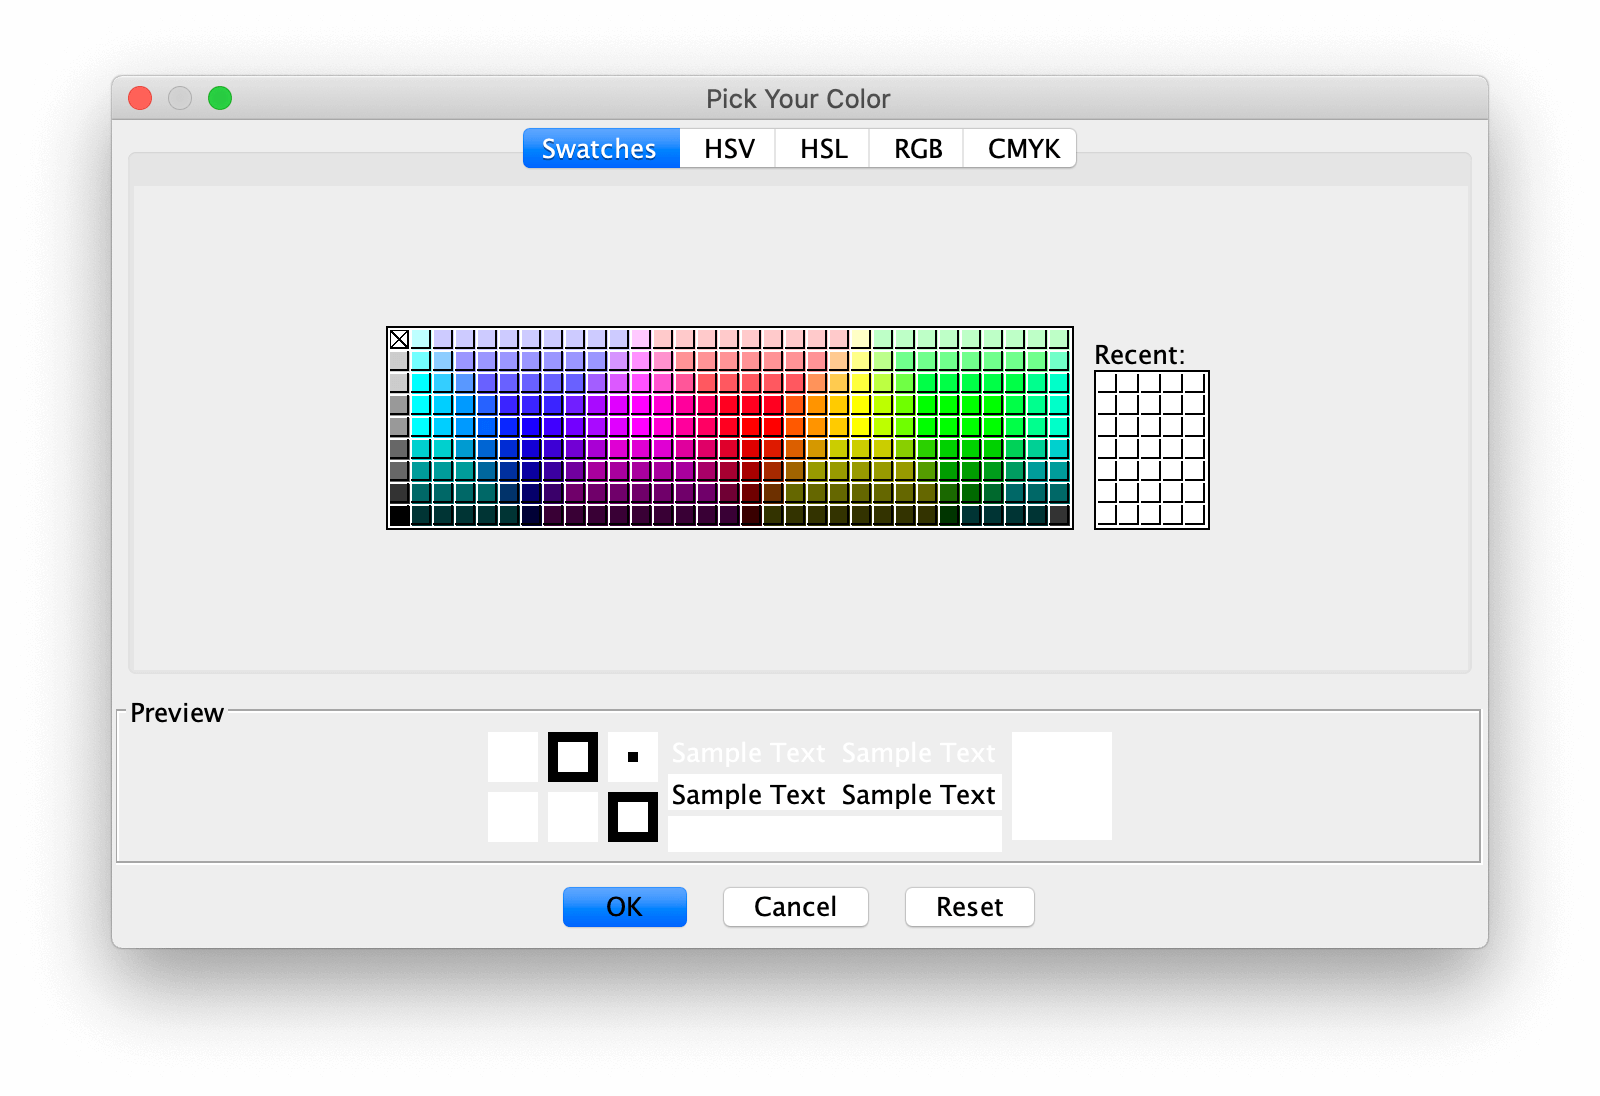 Pick Your Color
Swatches HSV HSL RGB CMYK
Recent:
Preview
Sample Text Sample Text
Sample Text Sample Text
OK Cancel Reset